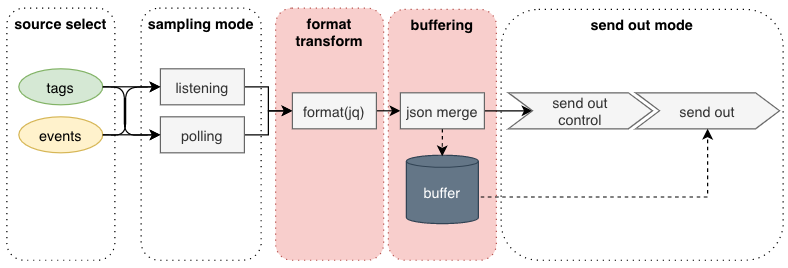 source select
sampling mode
format
transform
buffering
send out mode
tags
events
listening
polling
format(jq)
json merge
buffer
send out
control
send out